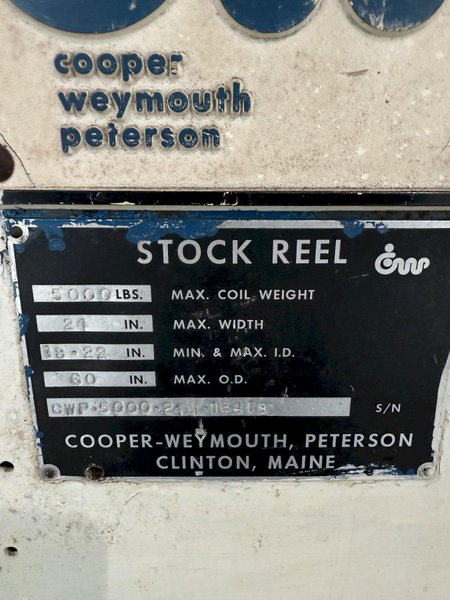 cooper
weymouth
peterson
STOCK REEL cwp
5000 LBS. MAX. COIL WEIGHT
24 IN. MAX. WIDTH
18-22 IN. MIN. & MAX. I.D.
60 IN. MAX. O.D.
S/N
COOPER-WEYMOUTH, PETERSON
CLINTON, MAINE